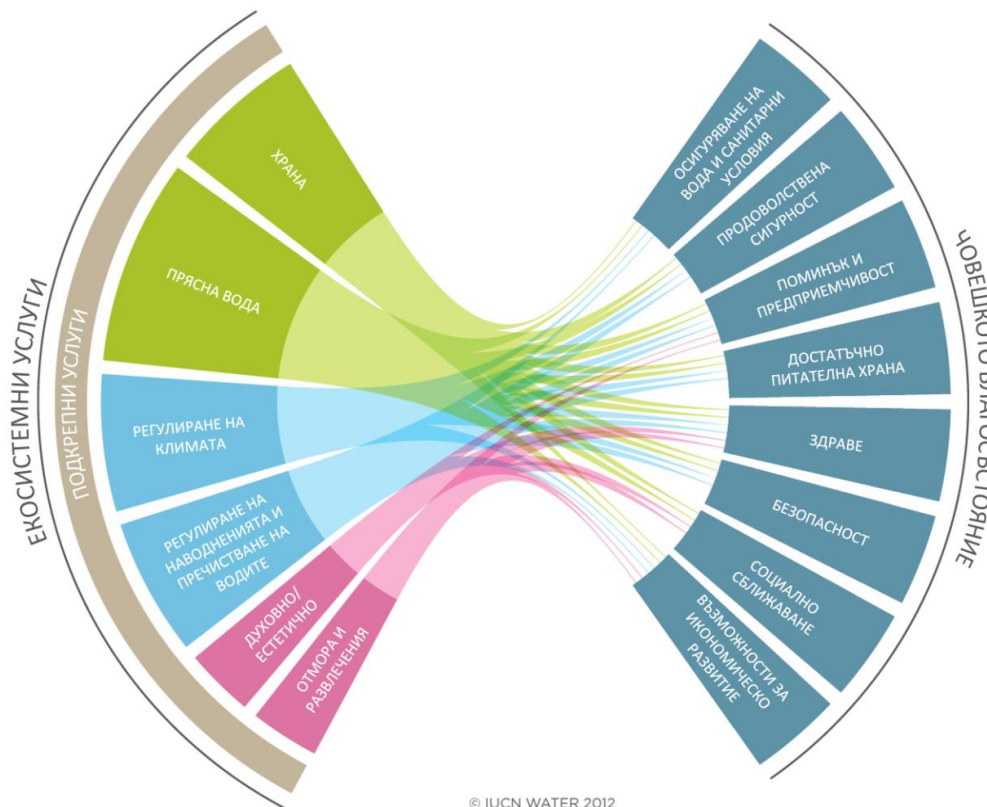 ЕКОСИСТЕМНИ УСЛУГИ
ПОДКРЕПНИ УСЛУГИ
ХРАНА
ПРЯСНА ВОДА
РЕГУЛИРАНЕ НА
КЛИМАТА
РЕГУЛИРАНЕ НА
НАВОДНЕНИЯТА И
ПРЕЧИСТВАНЕ НА
ВОДИТЕ
ДУХОВНО/
ЕСТЕТИЧНО
ОТМОРА И
РАЗВЛЕЧЕНИЯ
ОСИГУРЯВАНЕ НА
ВОДА И САНИТАРНИ
УСЛОВИЯ
ПРОДОВОЛСТВЕНА
СИГУРНОСТ
ПОМИНЪК И
ПРЕДПРИЕМЧИВОСТ
ДОСТАТЪЧНО
ПИТАТЕЛНА ХРАНА
ЗДРАВЕ
БЕЗОПАСНОСТ
СОЦИАЛНО
СБЛИЖАВАНЕ
ВЪЗМОЖНОСТИ ЗА
ИКОНОМИЧЕСКО
РАЗВИТИЕ
ЧОВЕШКОТО БЛАГОСЪСТОЯНИЕ
© IUCN WATER 2012